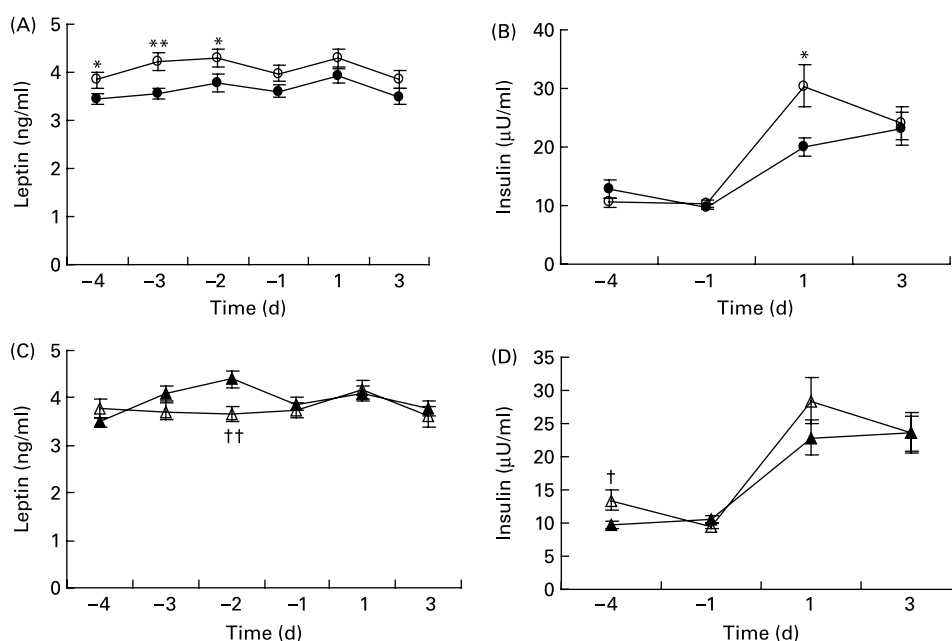 (A)
5
4
3
2
1
0
Leptin (ng/ml)
* ** *
–4 –3 –2 –1 1 3
Time (d)
(B)
40
30
20
10
0
Insulin (μU/ml)
*
–4 –1 1 3
Time (d)
(C)
5
4
3
2
1
0
Leptin (ng/ml)
††
–4 –3 –2 –1 1 3
Time (d)
(D)
35
30
25
20
15
10
5
0
Insulin (μU/ml)
†
–4 –1 1 3
Time (d)